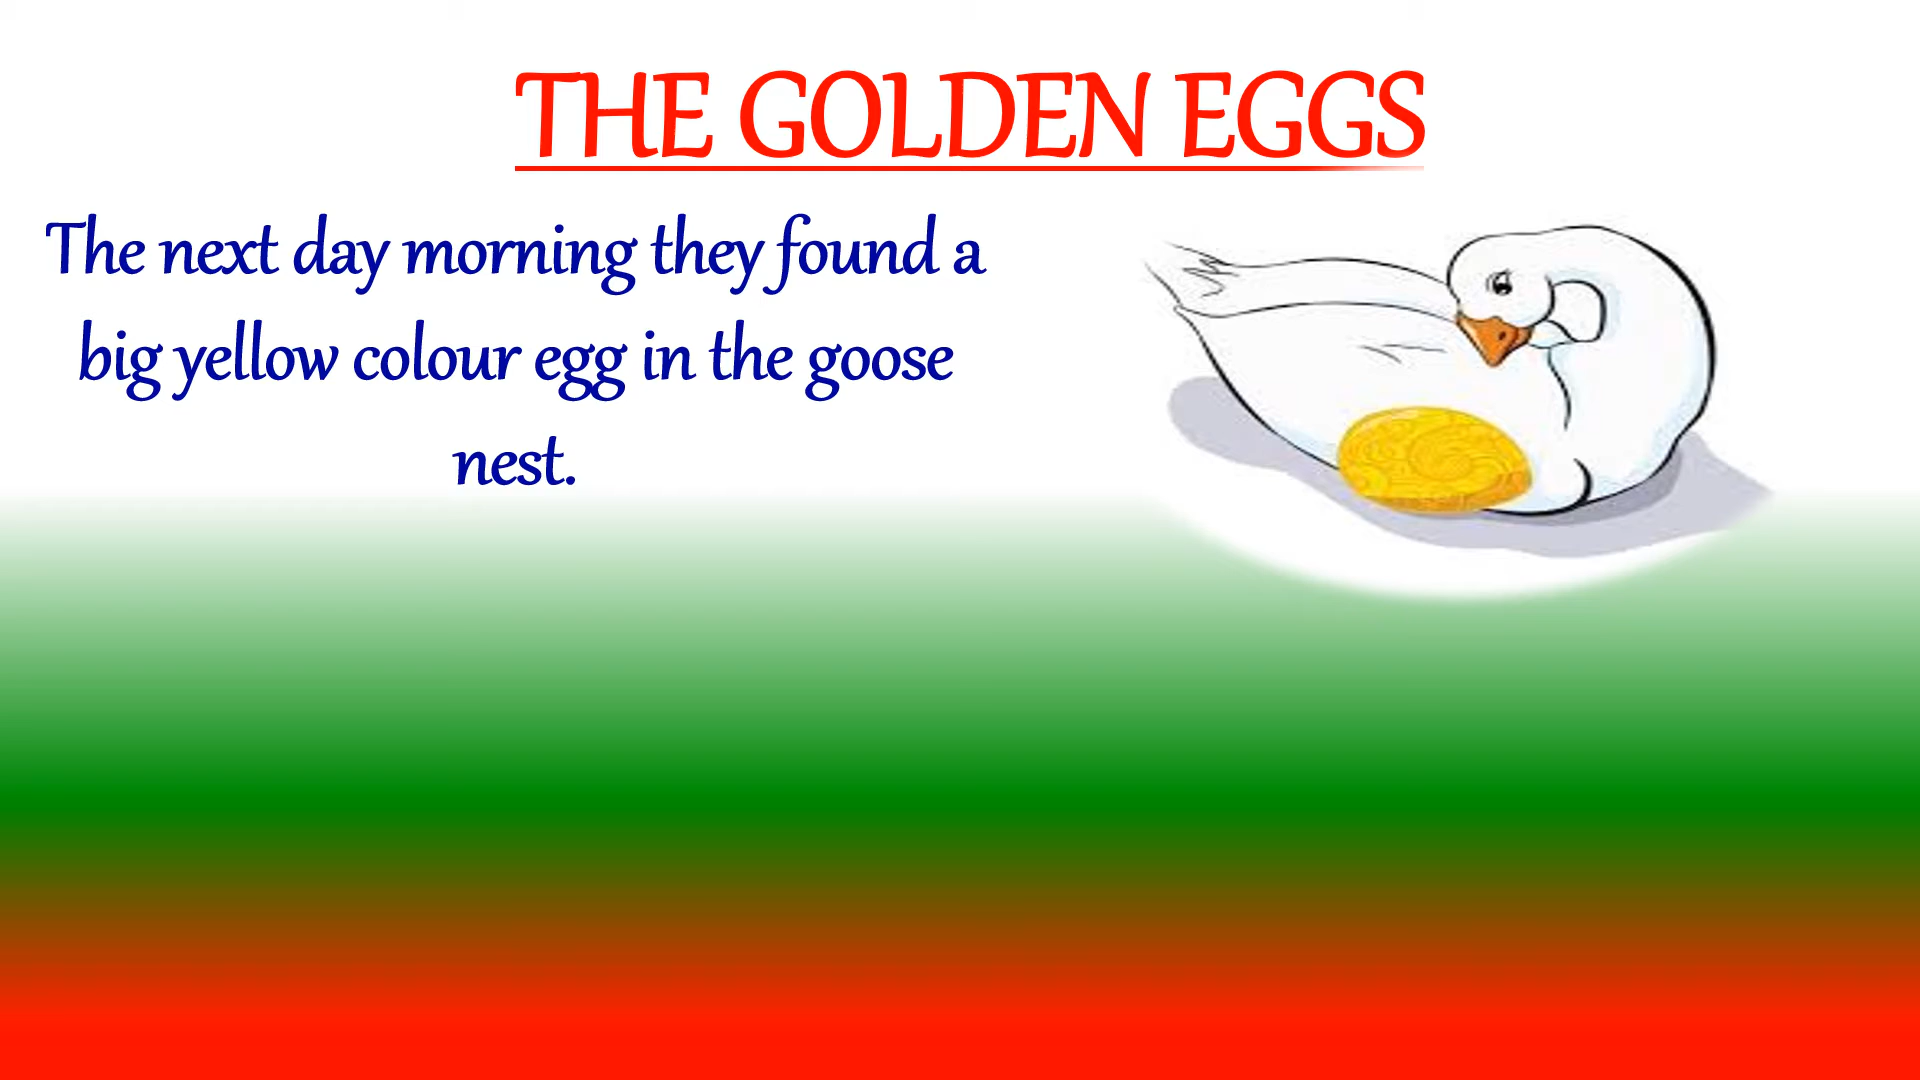 THE GOLDEN EGGS
The next day morning they found a
big yellow colour egg in the goose
nest.